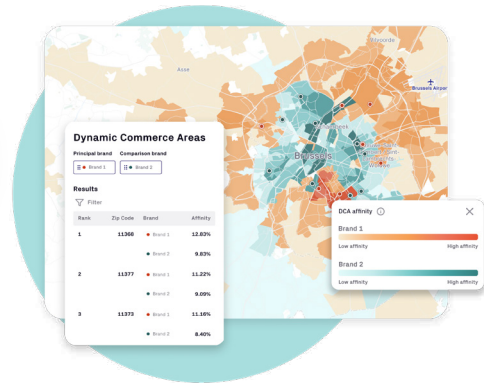 Vilvoorde
Asse
Brussels Airpor
Brussels
Dynamic Commerce Areas
Principal brand Comparison brand
Brand 1 Brand 2
Results
Filter
Rank Zip Code Brand Affinity
1 11368 Brand 1 12.83%
Brand 2 9.83%
2 11377 Brand 1 11.22%
Brand 2 9.09%
3 11373 Brand 1 11.16%
Brand 2 8.40%
DCA affinity
Brand 1
Low affinity High affinity
Brand 2
Low affinity High affinity